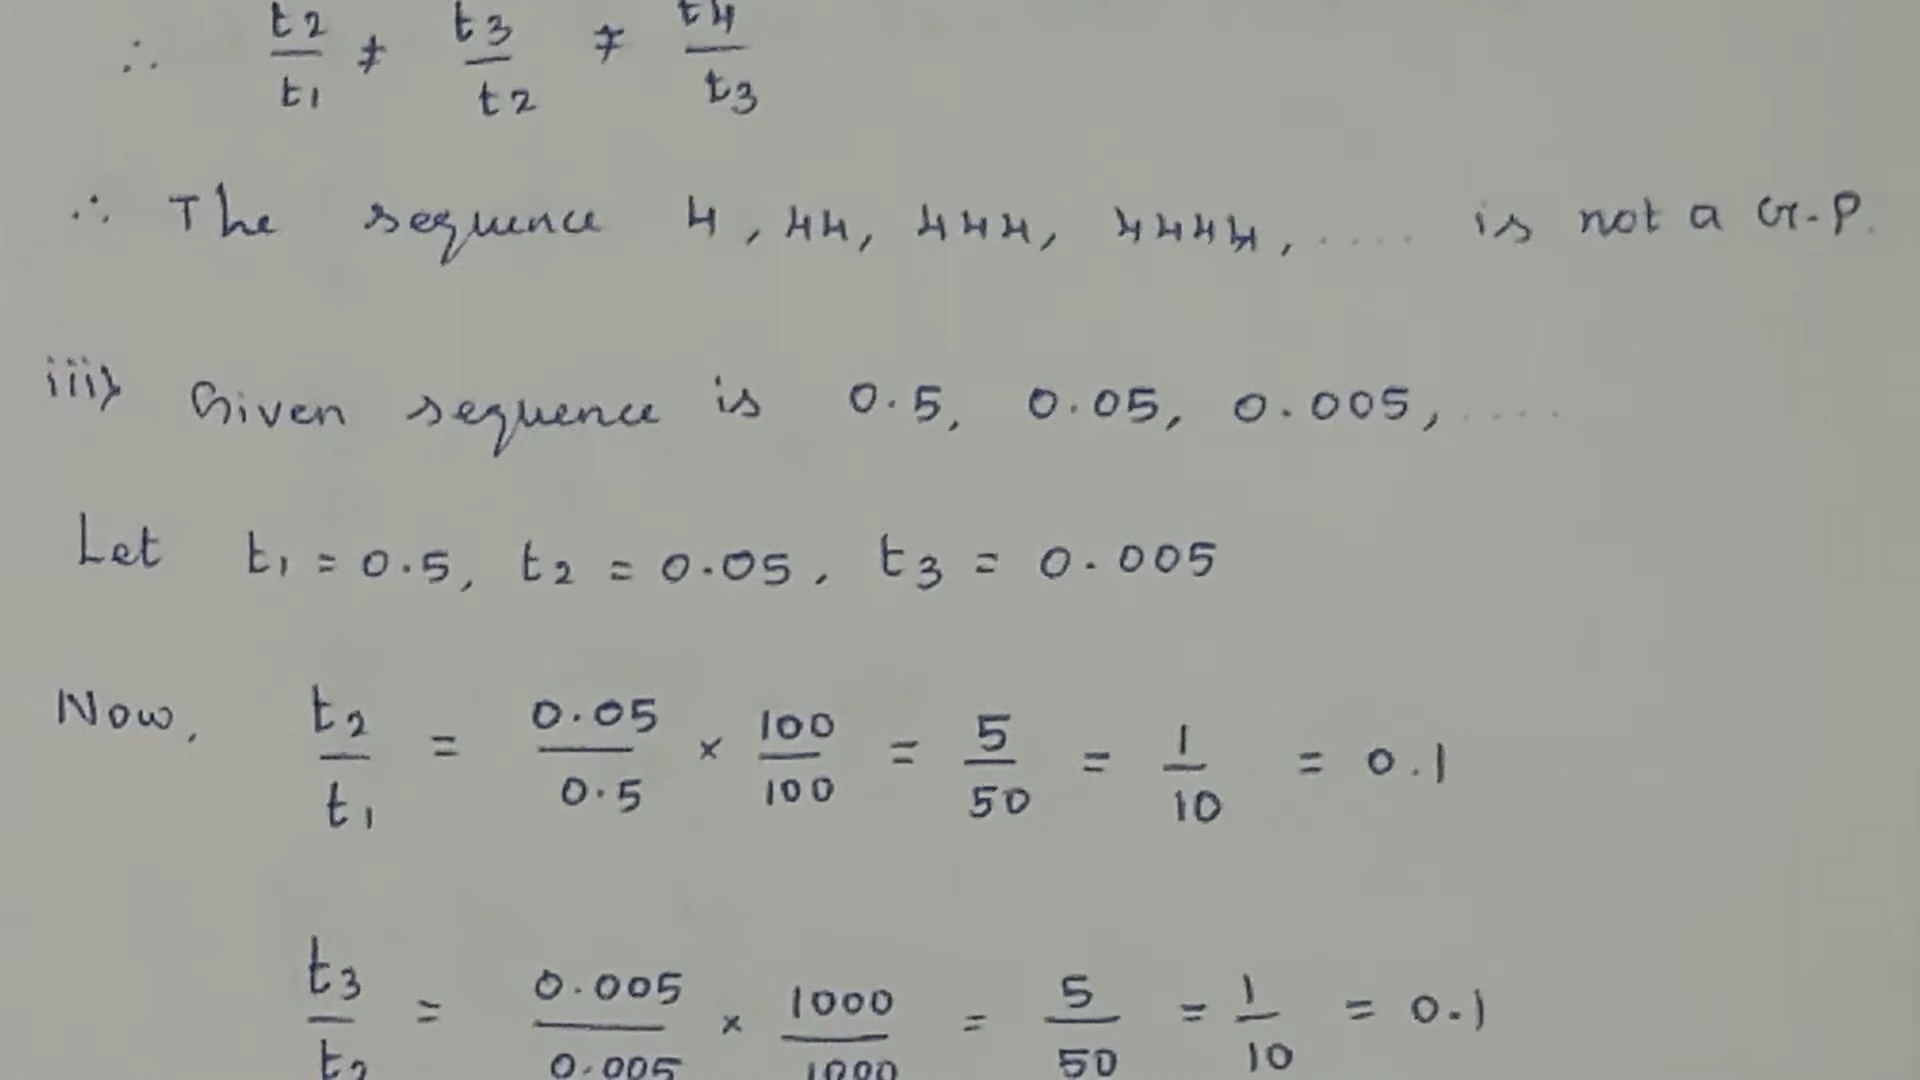 ∴ t2/t1 ≠ t3/t2 ≠ t4/t3
∴ The sequence 4, 44, 444, 4444, .... is not a G.P.
iii) Given sequence is 0.5, 0.05, 0.005, ....
Let t1 = 0.5, t2 = 0.05, t3 = 0.005
Now, t2/t1 = 0.05/0.5 × 100/100 = 5/50 = 1/10 = 0.1
t3/t2 = 0.005/0.005 × 1000/1000 = 5/50 = 1/10 = 0.1